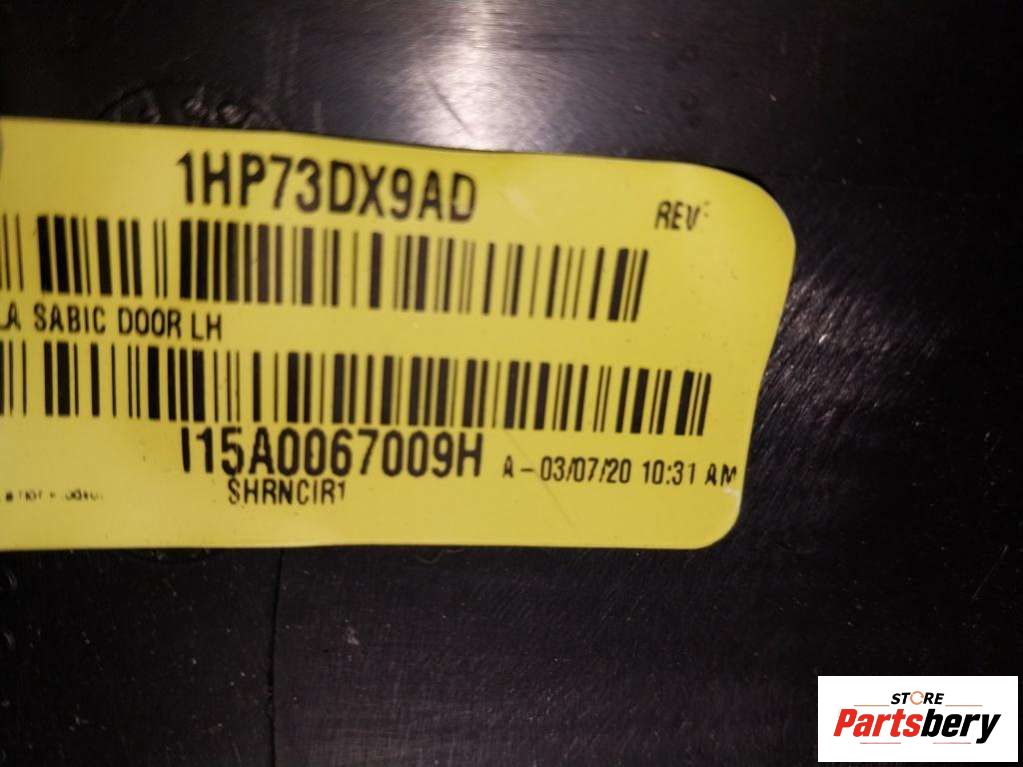 1HP73DX9AD
REV
LA SABIC DOOR LH
I15A0067009H A - 03/07/20 10:31 AM
SHRNCIR1
STORE
Partsbery